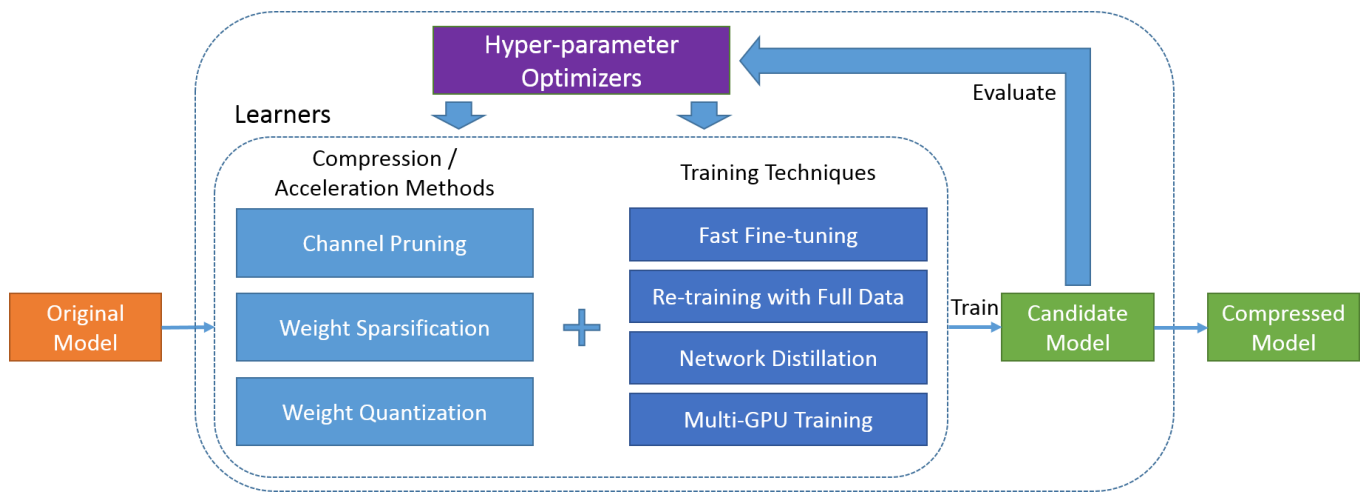 Hyper-parameter
Optimizers
Evaluate
Learners
Compression /
Acceleration Methods
Training Techniques
Channel Pruning
Weight Sparsification
Weight Quantization
Fast Fine-tuning
Re-training with Full Data
Network Distillation
Multi-GPU Training
Original
Model
Train
Candidate
Model
Compressed
Model